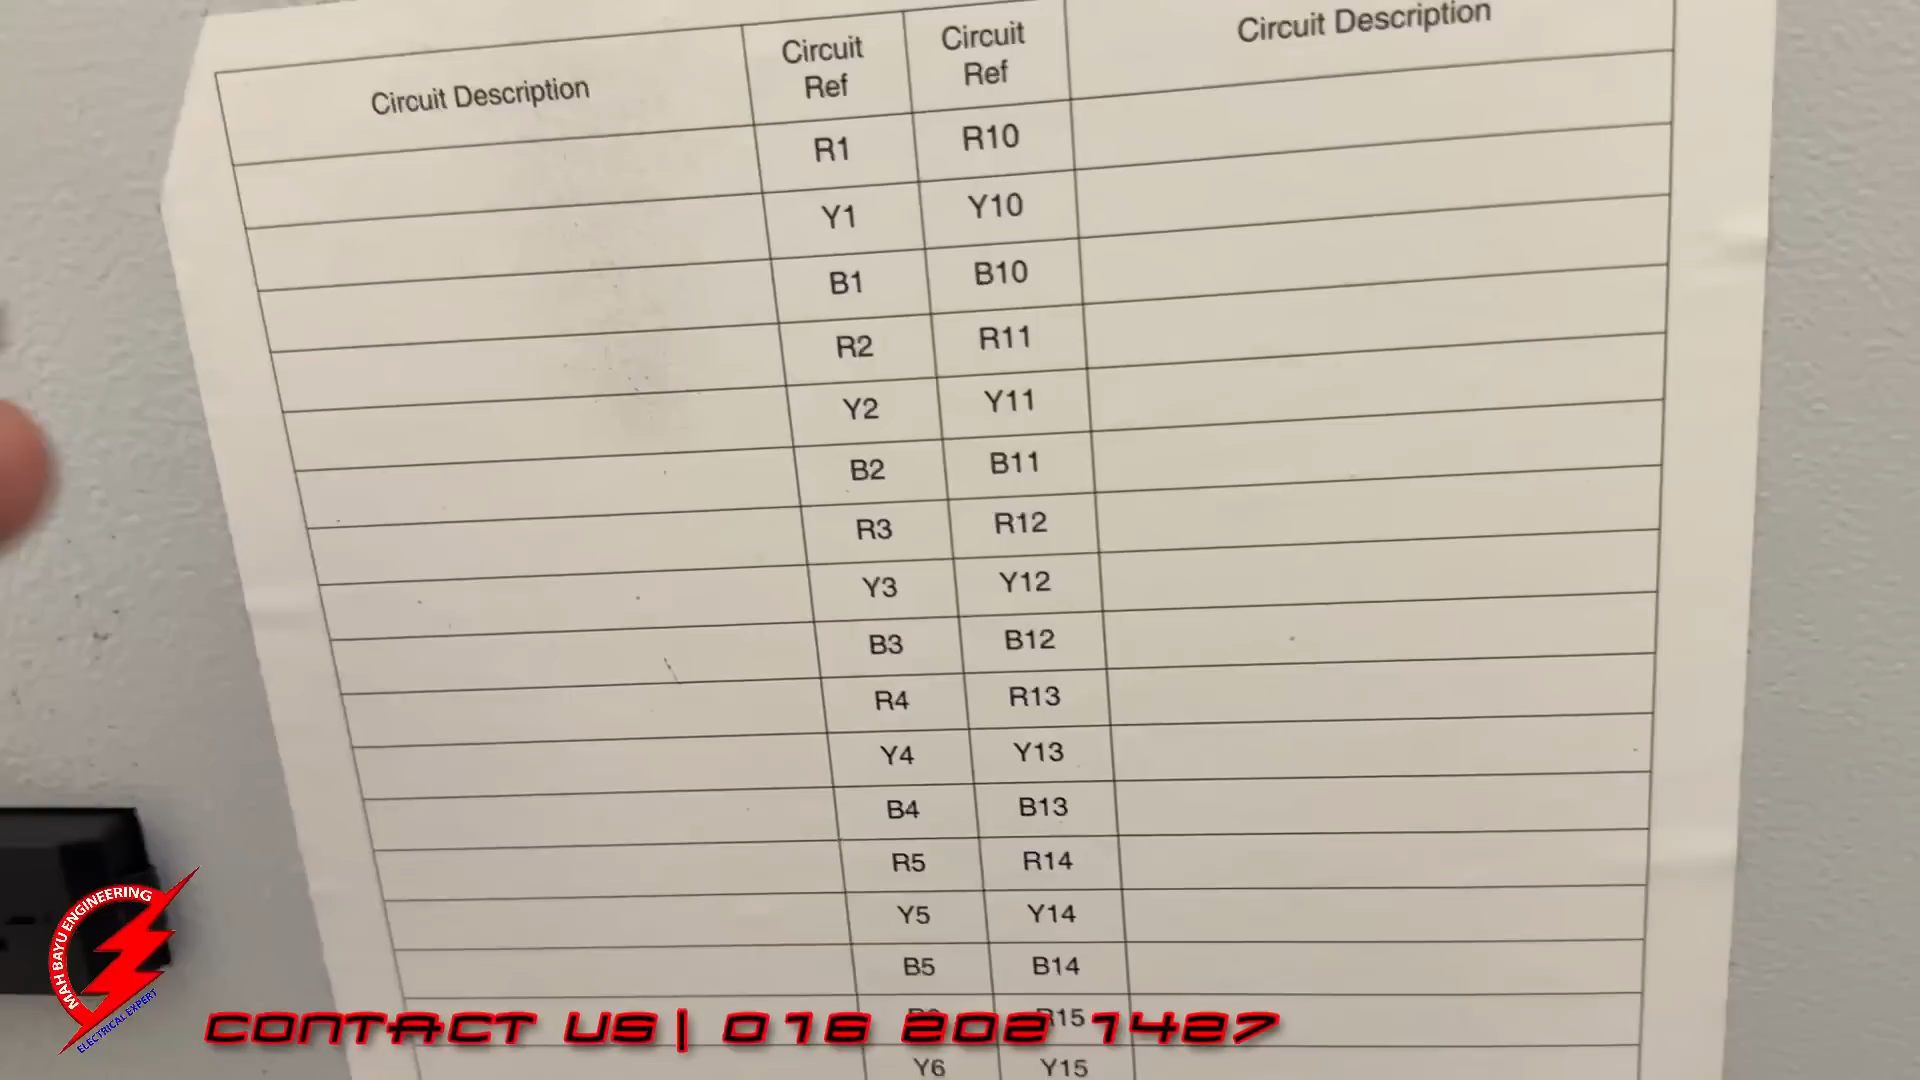 Circuit Description Circuit Ref Circuit Ref Circuit Description
R1 R10
Y1 Y10
B1 B10
R2 R11
Y2 Y11
B2 B11
R3 R12
Y3 Y12
B3 B12
R4 R13
Y4 Y13
B4 B13
R5 R14
Y5 Y14
B5 B14
R15
Y6 Y15
MAH BAYU ENGINEERING
ELECTRICAL EXPERT
CONTACT US | 016 202 1427